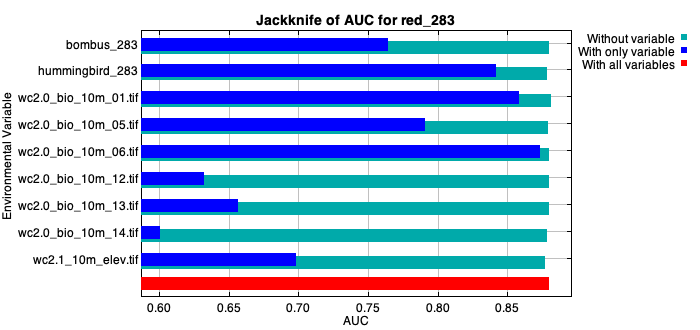 Jackknife of AUC for red_283
bombus_283
hummingbird_283
wc2.0_bio_10m_01.tif
wc2.0_bio_10m_05.tif
wc2.0_bio_10m_06.tif
wc2.0_bio_10m_12.tif
wc2.0_bio_10m_13.tif
wc2.0_bio_10m_14.tif
wc2.1_10m_elev.tif
Environmental Variable
0.60 0.65 0.70 0.75 0.80 0.85
AUC
Without variable
With only variable
With all variables